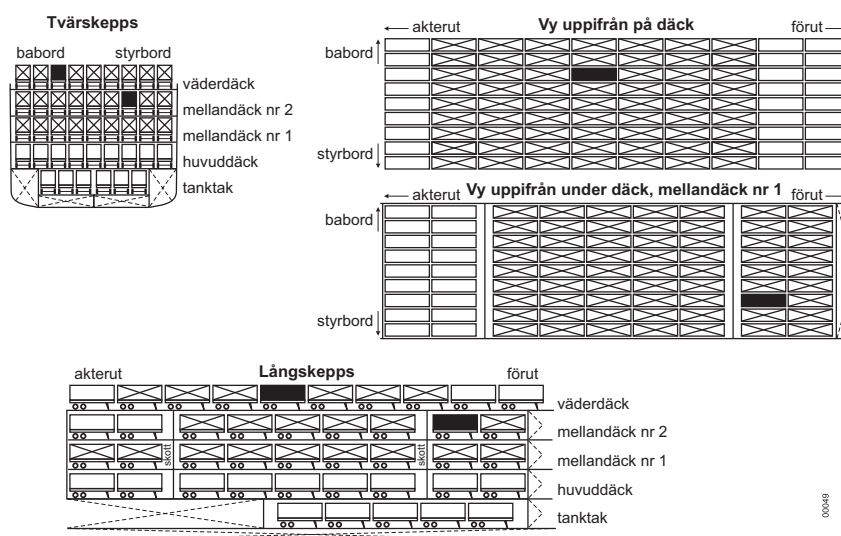 Tvärskepps
babord styrbord
väderdäck
mellandäck nr 2
mellandäck nr 1
huvuddäck
tanktak
akterut Vy uppifrån på däck förut
babord
styrbord
akterut Vy uppifrån under däck, mellandäck nr 1 förut
babord
styrbord
akterut Långskepps förut
väderdäck
mellandäck nr 2
skott skott
mellandäck nr 1
huvuddäck
tanktak
00049